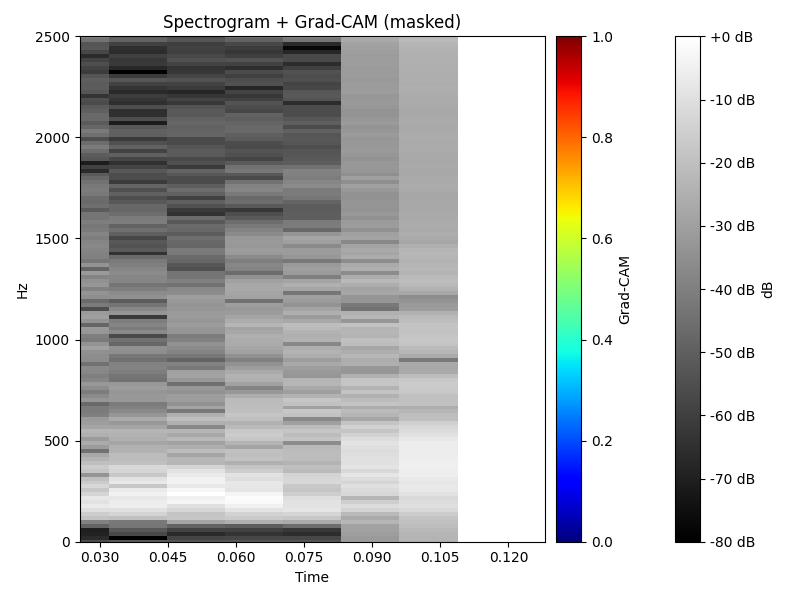 Spectrogram + Grad-CAM (masked)
2500
2000
1500
1000
500
0
Hz
0.030
0.045
0.060
0.075
0.090
0.105
0.120
Time
1.0
0.8
0.6
0.4
0.2
0.0
Grad-CAM
+0 dB
-10 dB
-20 dB
-30 dB
-40 dB
-50 dB
-60 dB
-70 dB
-80 dB
dB